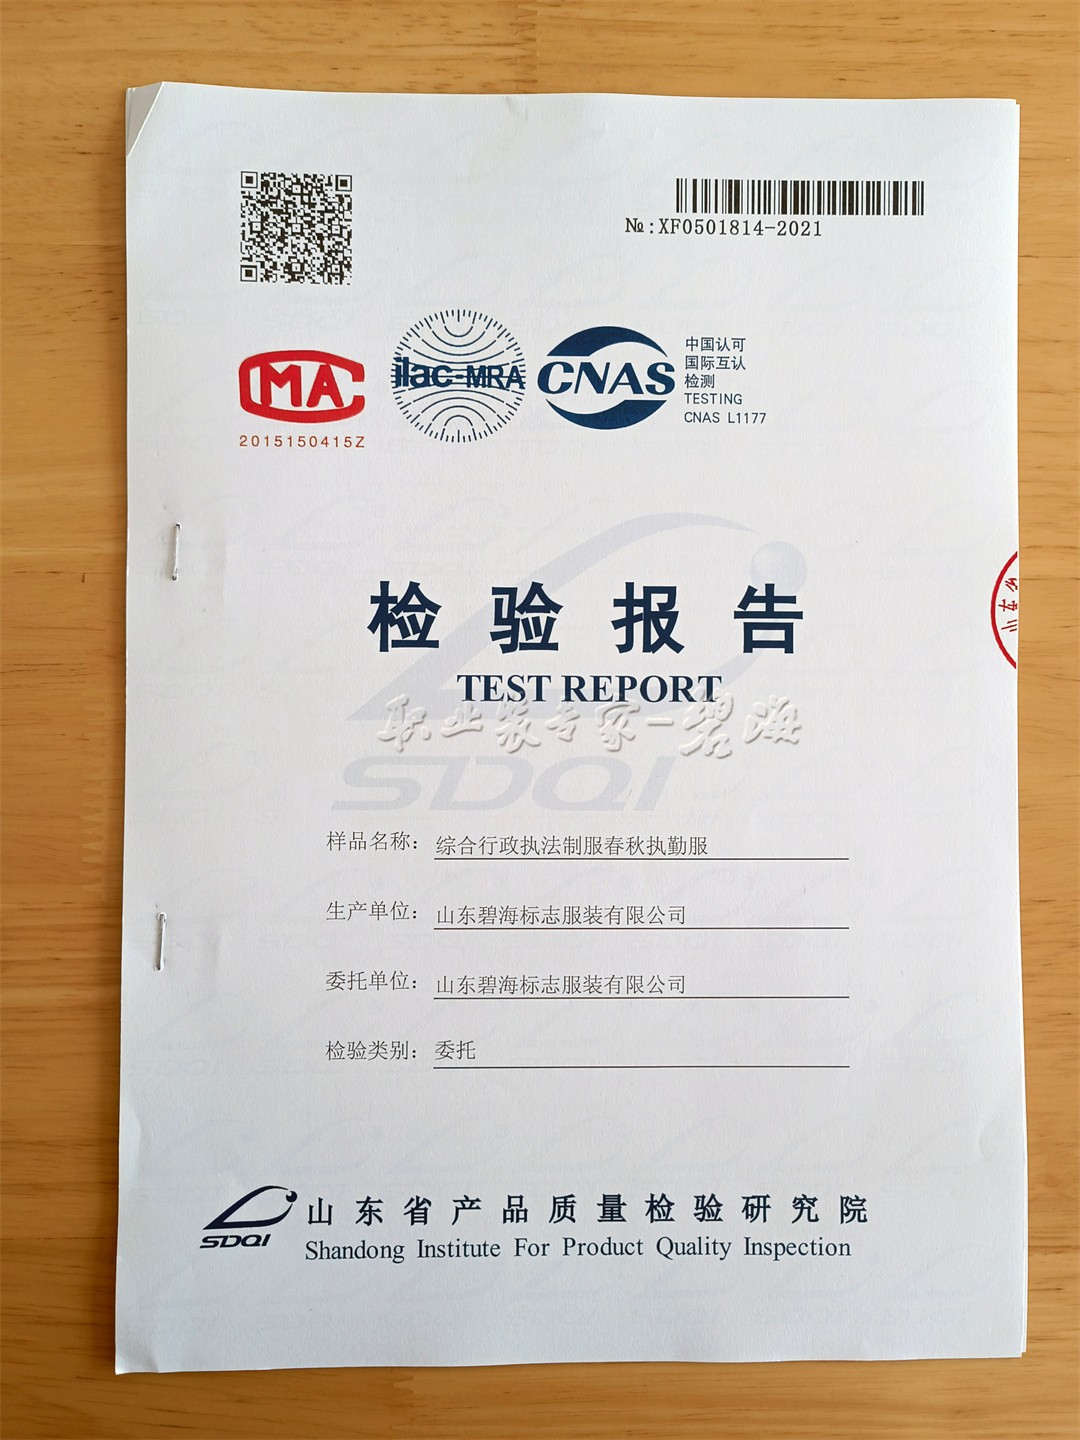 №:XF0501814-2021
MA
2015150415Z
ilac-MRA
CNAS
中国认可
国际互认
检测
TESTING
CNAS L1177
检验报告
TEST REPORT
职业装专家-碧海
SDQI
样品名称：综合行政执法制服春秋执勤服
生产单位：山东碧海标志服装有限公司
委托单位：山东碧海标志服装有限公司
检验类别：委托
山东省
SDQI
山东省产品质量检验研究院
Shandong Institute For Product Quality Inspection